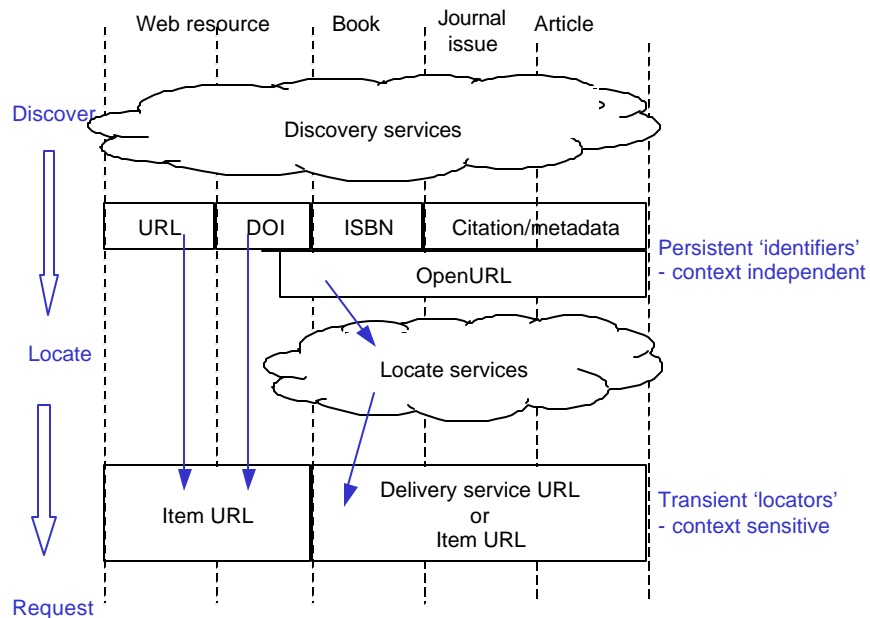 Web resource
Book
Journal
issue
Article
Discover
Discovery services
URL
DOI
ISBN
Citation/metadata
Persistent ‘identifiers’
- context independent
OpenURL
Locate
Locate services
Item URL
Delivery service URL
or
Item URL
Transient ‘locators’
- context sensitive
Request